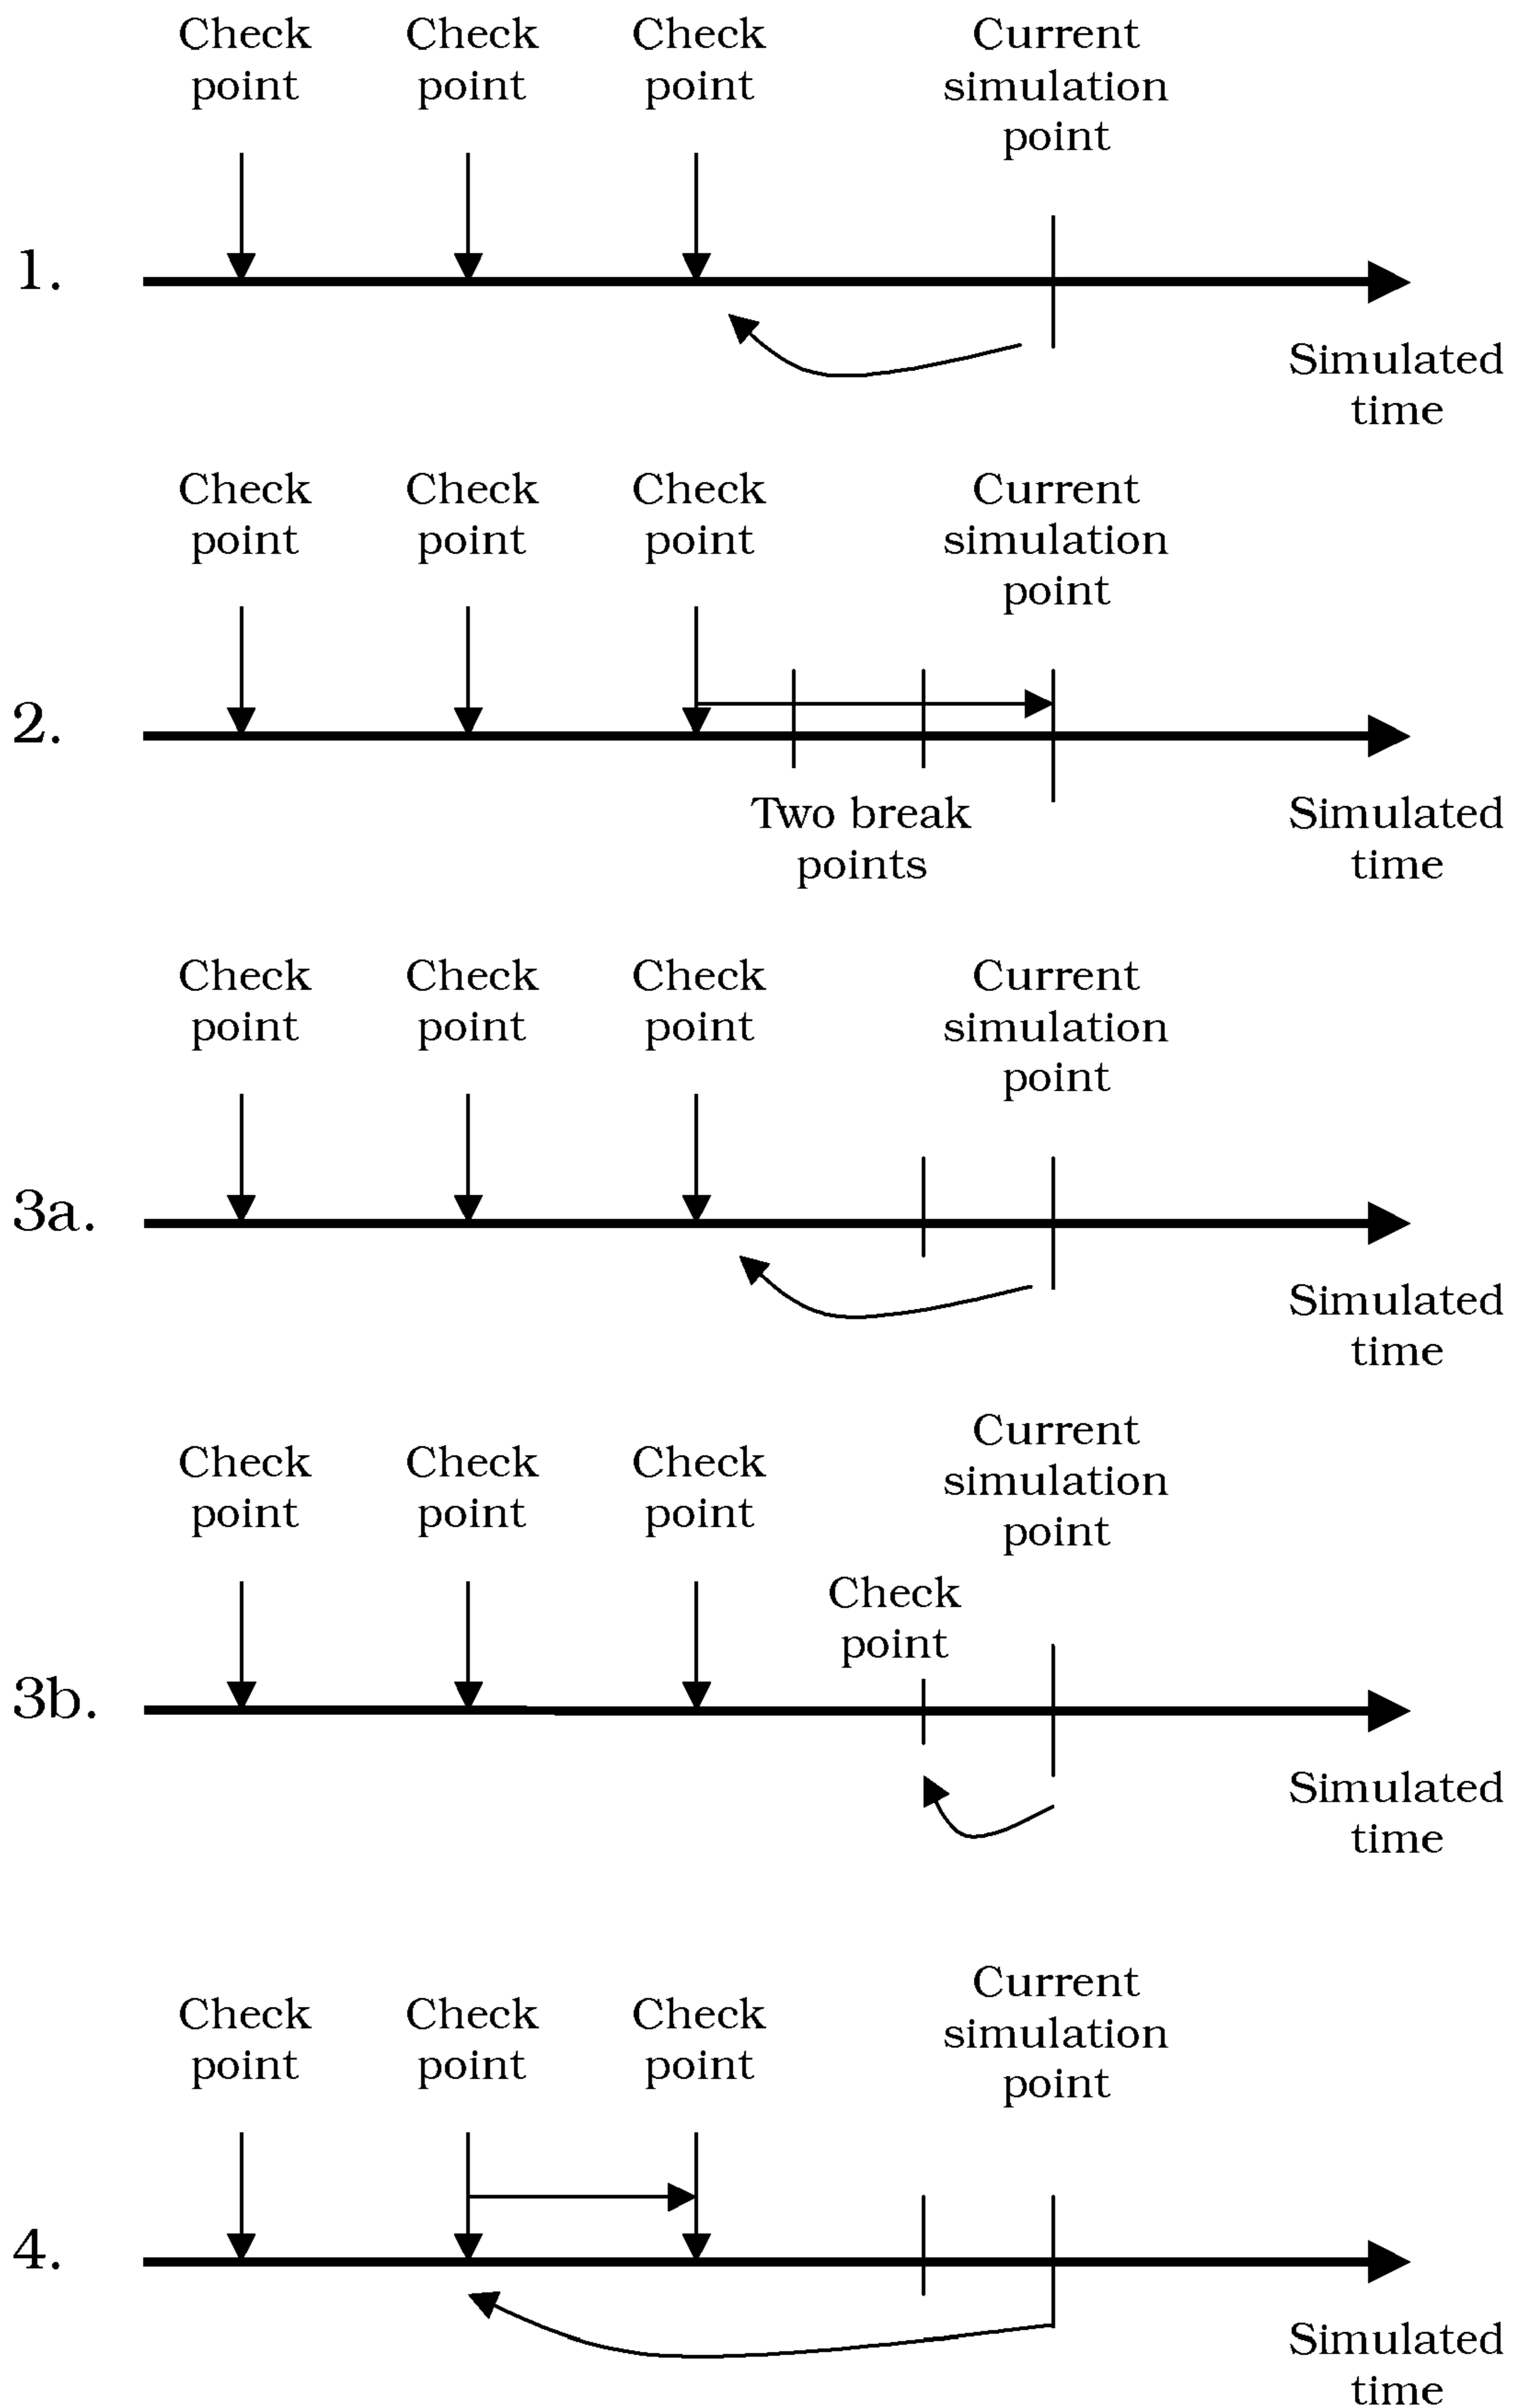 Check Check Check Current
point point point simulation
point
1.
Simulated
time
Check Check Check Current
point point point simulation
point
2.
Two break Simulated
points time
Check Check Check Current
point point point simulation
point
3a.
Simulated
time
Current
Check Check Check simulation
point point point point
Check
point
3b.
Simulated
time
Current
Check Check Check simulation
point point point point
4.
Simulated
time